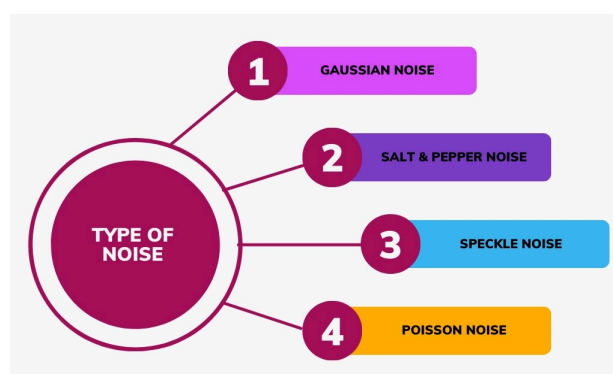 TYPE OF
NOISE
1
GAUSSIAN NOISE
2
SALT & PEPPER NOISE
3
SPECKLE NOISE
4
POISSON NOISE